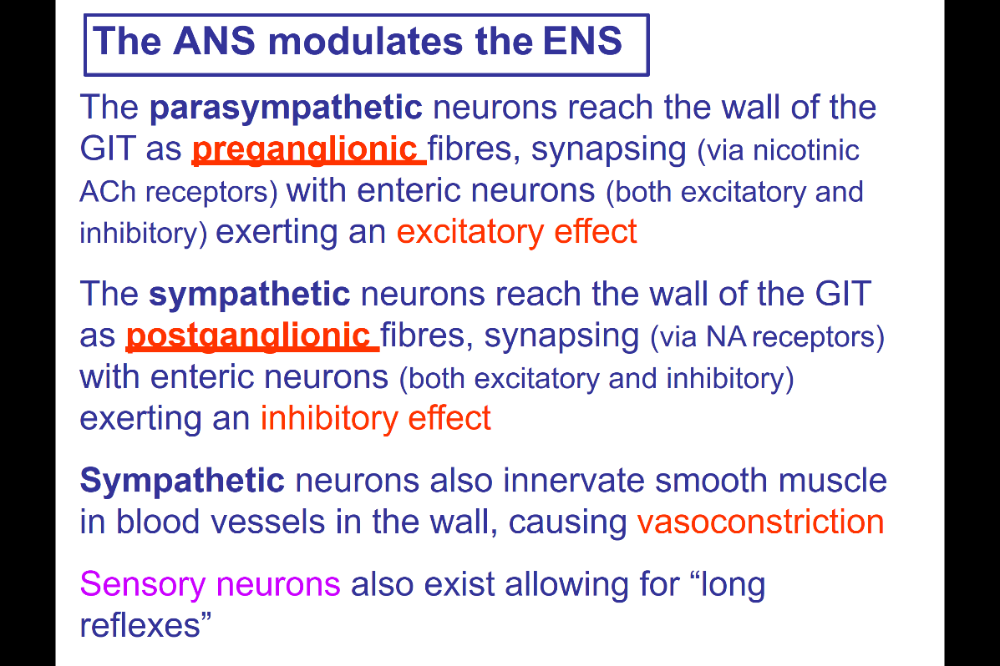 The ANS modulates the ENS
The parasympathetic neurons reach the wall of the
GIT as preganglionic fibres, synapsing (via nicotinic
ACh receptors) with enteric neurons (both excitatory and
inhibitory) exerting an excitatory effect
The sympathetic neurons reach the wall of the GIT
as postganglionic fibres, synapsing (via NA receptors)
with enteric neurons (both excitatory and inhibitory)
exerting an inhibitory effect
Sympathetic neurons also innervate smooth muscle
in blood vessels in the wall, causing vasoconstriction
Sensory neurons also exist allowing for “long
reflexes”